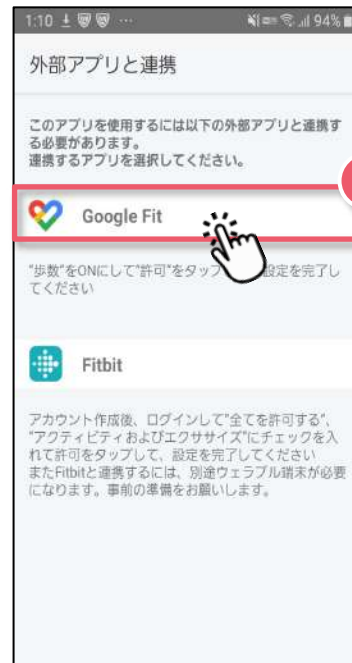 1:10
94%
外部アプリと連携
このアプリを使用するには以下の外部アプリと連携す
る必要があります。
連携するアプリを選択してください。
Google Fit
"歩数"をONにして"許可"をタップ 設定を完了し
てください
Fitbit
アカウント作成後、ログインして"全てを許可する"、
"アクティビティおよびエクササイズ"にチェックを入
れて許可をタップして、設定を完了してください
またFitbitと連携するには、別途ウェラブル端末が必要
になります。事前の準備をお願いします。